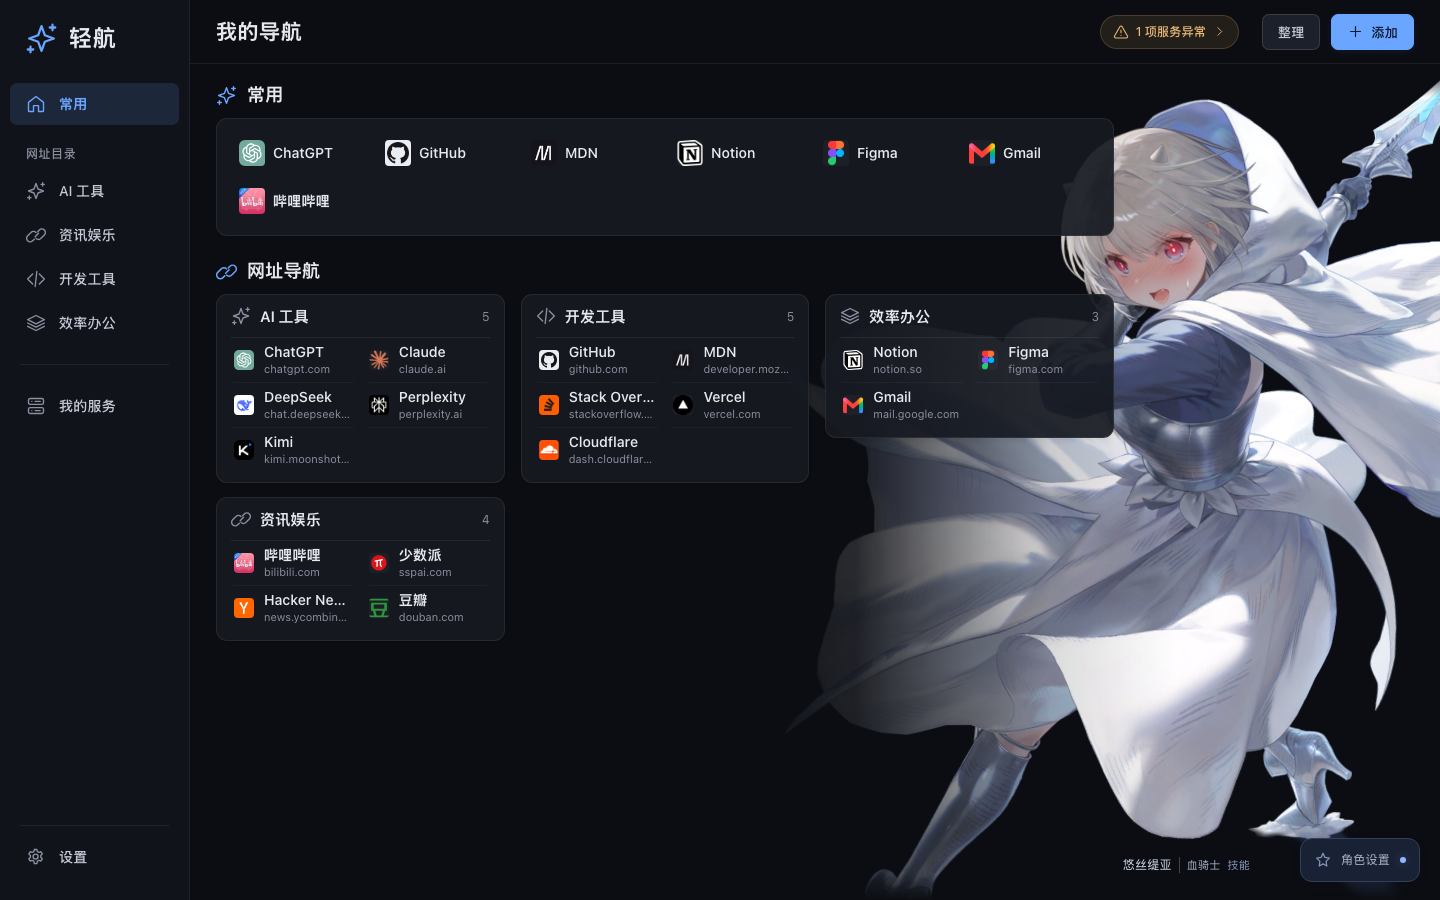 轻航
常用
网址目录
AI 工具
资讯娱乐
开发工具
效率办公
我的服务
设置
我的导航
1 项服务异常
整理
添加
常用
ChatGPT
GitHub
MDN
Notion
Figma
Gmail
哔哩哔哩
网址导航
AI 工具
5
ChatGPT
chatgpt.com
Claude
claude.ai
DeepSeek
chat.deepseek...
Perplexity
perplexity.ai
Kimi
kimi.moonshot...
开发工具
5
GitHub
github.com
MDN
developer.moz...
Stack Over...
stackoverflow....
Vercel
vercel.com
Cloudflare
dash.cloudflar...
效率办公
3
Notion
notion.so
Figma
figma.com
Gmail
mail.google.com
资讯娱乐
4
哔哩哔哩
bilibili.com
少数派
sspai.com
Hacker Ne...
news.ycombin...
豆瓣
douban.com
悠丝缇亚
血骑士 技能
角色设置